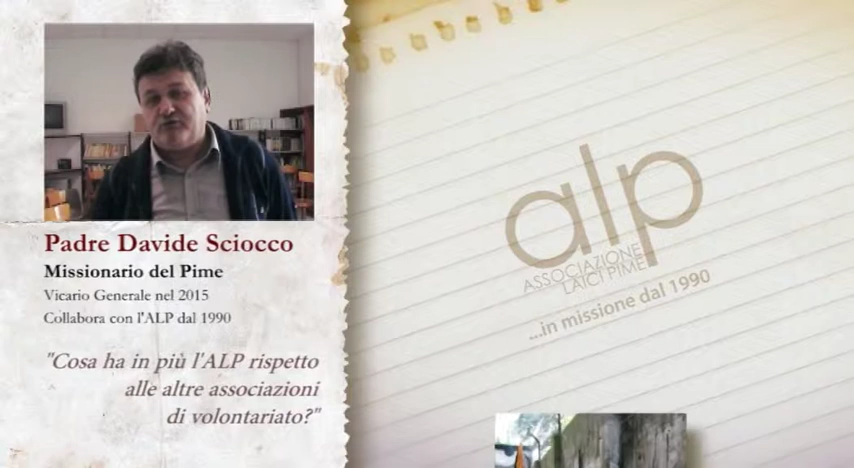 Padre Davide Sciocco
Missionario del Pime
Vicario Generale nel 2015
Collabora con l'ALP dal 1990
"Cosa ha in più l'ALP rispetto
alle altre associazioni
di volontariato?"
alp
ASSOCIAZIONE
LAICI PIME
...in missione dal 1990